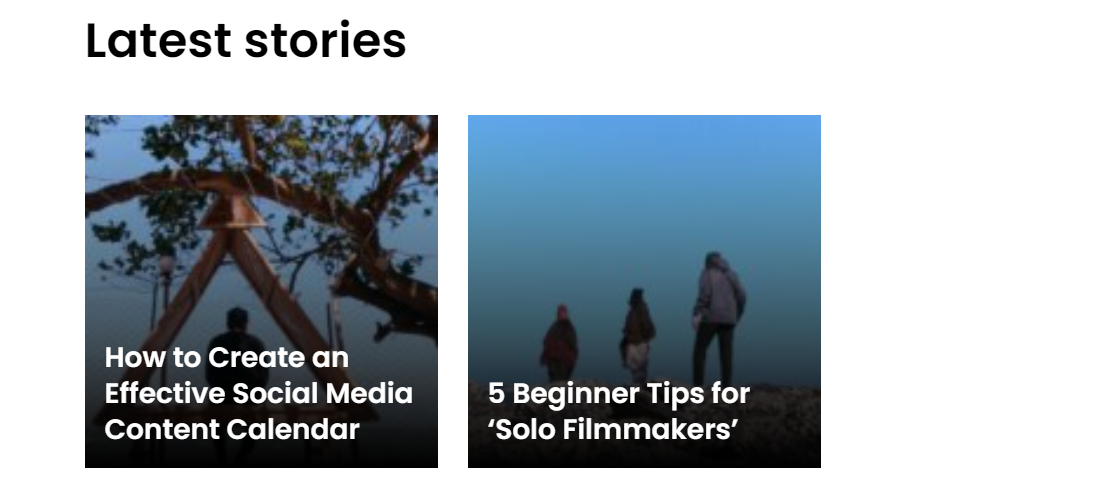 Latest stories
How to Create an
Effective Social Media
Content Calendar
5 Beginner Tips for
‘Solo Filmmakers’